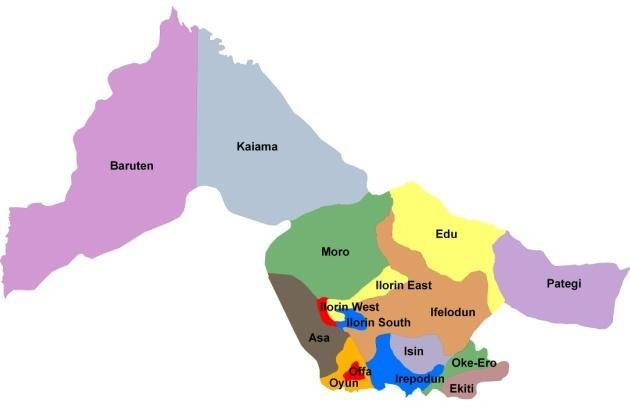 Baruten
Kaiama
Edu
Moro
Pategi
Ilorin East
Ilorin West
Ifelodun
Ilorin South
Asa
Isin
Oke-Ero
Offa
Oyun
Irepodun
Ekiti